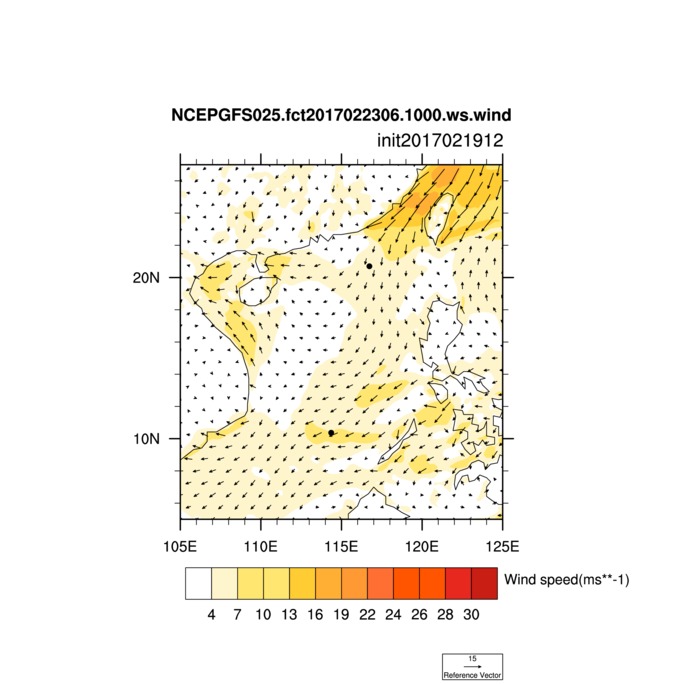 NCEPGFS025.fct2017022306.1000.ws.wind
init2017021912
20N
10N
105E 110E 115E 120E 125E
Wind speed(ms**-1)
4 7 10 13 16 19 22 24 26 28 30
15
Reference Vector